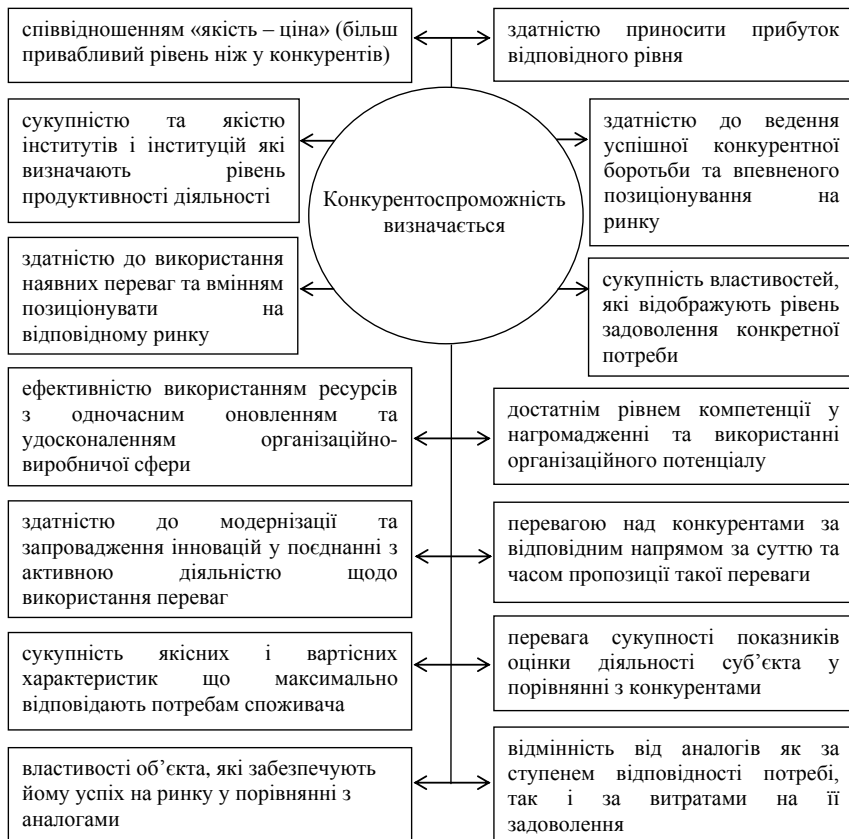 співвідношенням «якість – ціна» (більш
привабливий рівень ніж у конкурентів)
здатністю приносити прибуток
відповідного рівня
сукупністю та якістю
інститутів і інституцій які
визначають рівень
продуктивності діяльності
здатністю до ведення
успішної конкурентної
боротьби та впевненого
позиціонування на
ринку
Конкурентоспроможність
визначається
здатністю до використання
наявних переваг та вмінням
позиціонувати на
відповідному ринку
сукупність властивостей,
які відображують рівень
задоволення конкретної
потреби
ефективністю використанням ресурсів
з одночасним оновленням та
удосконаленням організаційно-
виробничої сфери
достатнім рівнем компетенції у
нагромадженні та використанні
організаційного потенціалу
здатністю до модернізації та
запровадження інновацій у поєднанні з
активною діяльністю щодо
використання переваг
перевагою над конкурентами за
відповідним напрямом за суттю та
часом пропозиції такої переваги
сукупність якісних і вартісних
характеристик що максимально
відповідають потребам споживача
перевага сукупності показників
оцінки діяльності суб’єкта у
порівнянні з конкурентами
властивості об’єкта, які забезпечують
йому успіх на ринку у порівнянні з
аналогами
відмінність від аналогів як за
ступенем відповідності потребі,
так і за витратами на її
задоволення